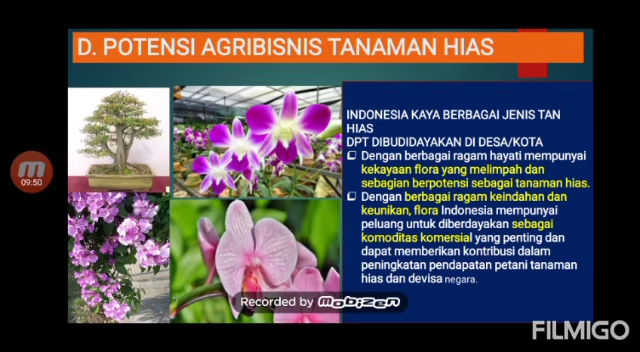 D. POTENSI AGRIBISNIS TANAMAN HIAS
INDONESIA KAYA BERBAGAI JENIS TAN
HIAS
DPT DIBUDIDAYAKAN DI DESA/KOTA
Dengan berbagai ragam hayati mempunyai
kekayaan flora yang melimpah dan
sebagian berpotensi sebagai tanaman hias.
Dengan berbagai ragam keindahan dan
keunikan, flora Indonesia mempunyai
peluang untuk diberdayakan sebagai
komoditas komersial yang penting dan
dapat memberikan kontribusi dalam
peningkatan pendapatan petani tanaman
hias dan devisa negara.
m
09:50
Recorded by mobizen
FILMIGO